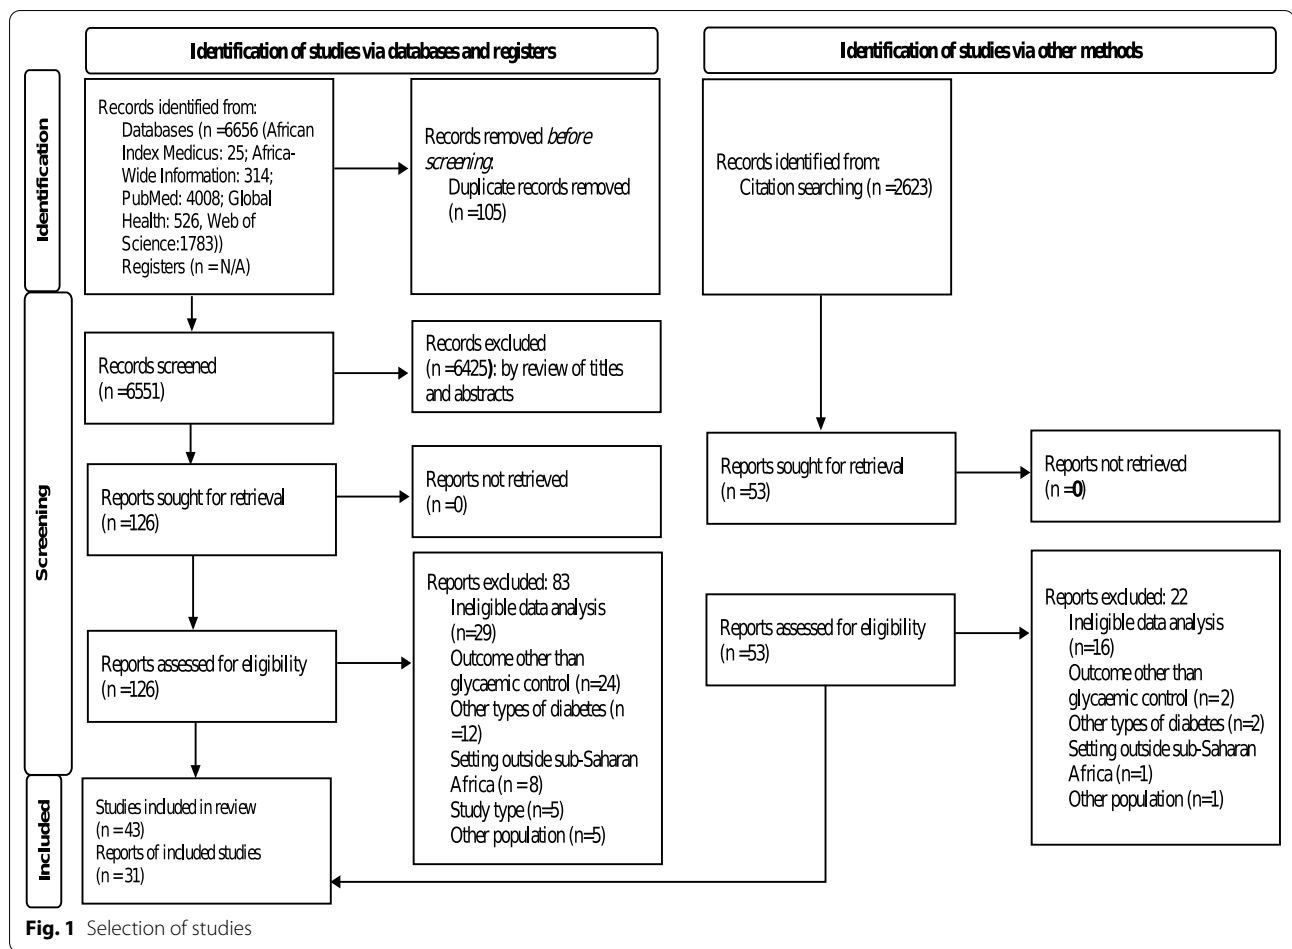 Identification of studies via databases and registers
Identification of studies via other methods
Identification
Records identified from:
Databases (n =6656 (African
Index Medicus: 25; Africa-
Wide Information: 314;
PubMed: 4008; Global
Health: 526, Web of
Science:1783))
Registers (n = N/A)
Records removed before
screening:
Duplicate records removed
(n =105)
Records identified from:
Citation searching (n =2623)
Screening
Records screened
(n =6551)
Records excluded
(n =6425): by review of titles
and abstracts
Reports sought for retrieval
(n =126)
Reports not retrieved
(n =0)
Reports sought for retrieval
(n =53)
Reports not retrieved
(n =0)
Reports assessed for eligibility
(n =126)
Reports excluded: 83
Ineligible data analysis
(n=29)
Outcome other than
glycaemic control (n=24)
Other types of diabetes (n
=12)
Setting outside sub-Saharan
Africa (n = 8)
Study type (n=5)
Other population (n=5)
Reports assessed for eligibility
(n =53)
Reports excluded: 22
Ineligible data analysis
(n=16)
Outcome other than
glycaemic control (n= 2)
Other types of diabetes (n=2)
Setting outside sub-Saharan
Africa (n=1)
Other population (n=1)
Included
Studies included in review
(n = 43)
Reports of included studies
(n = 31)
Fig. 1 Selection of studies